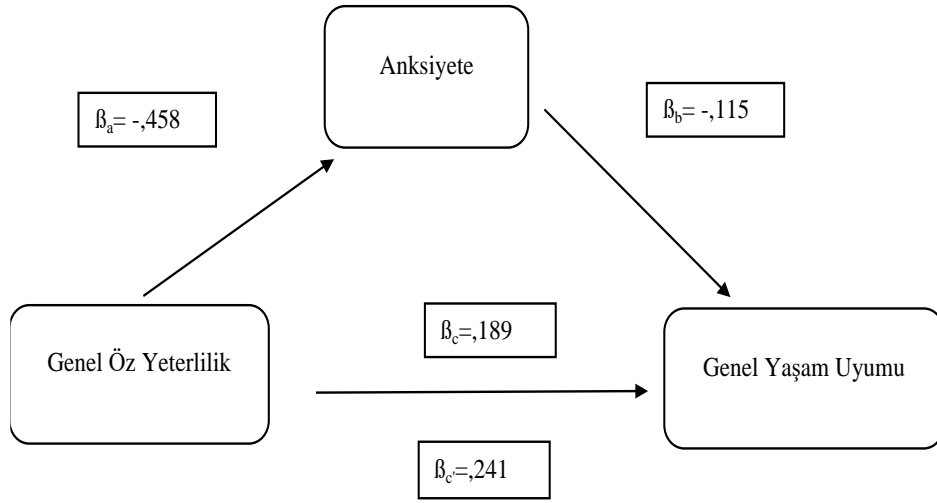 Anksiyete
ßa= -,458
ßb= -,115
Genel Öz Yeterlilik
ßc=,189
Genel Yaşam Uyumu
ßc'=,241